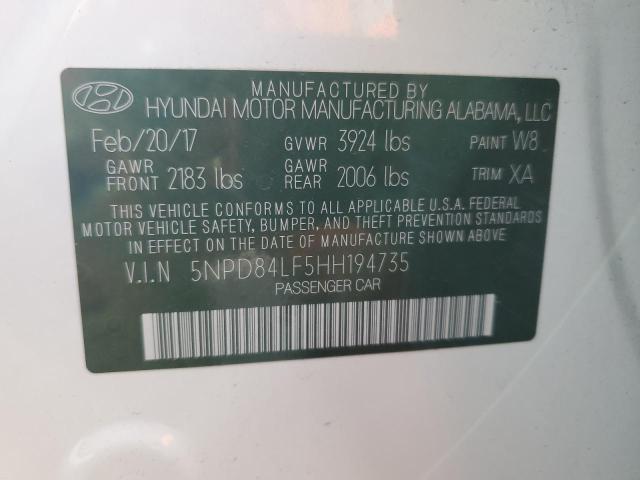 MANUFACTURED BY
HYUNDAI MOTOR MANUFACTURING ALABAMA, LLC
Feb/20/17 GVWR 3924 lbs PAINT W8
GAWR FRONT 2183 lbs GAWR REAR 2006 lbs TRIM XA
THIS VEHICLE CONFORMS TO ALL APPLICABLE U.S.A. FEDERAL
MOTOR VEHICLE SAFETY, BUMPER, AND THEFT PREVENTION STANDARDS
IN EFFECT ON THE DATE OF MANUFACTURE SHOWN ABOVE.
V.I.N 5NPD84LF5HH194735
PASSENGER CAR